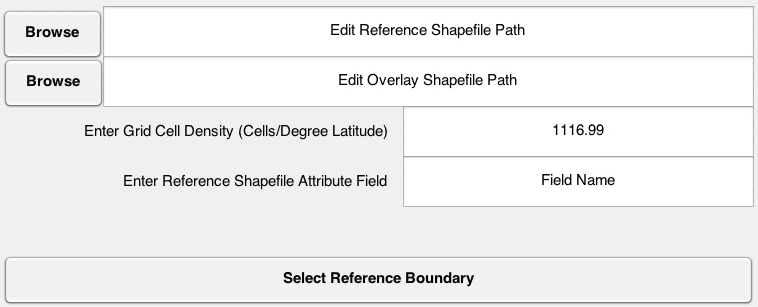 Browse Edit Reference Shapefile Path
Browse Edit Overlay Shapefile Path
Enter Grid Cell Density (Cells/Degree Latitude) 1116.99
Enter Reference Shapefile Attribute Field Field Name
Select Reference Boundary